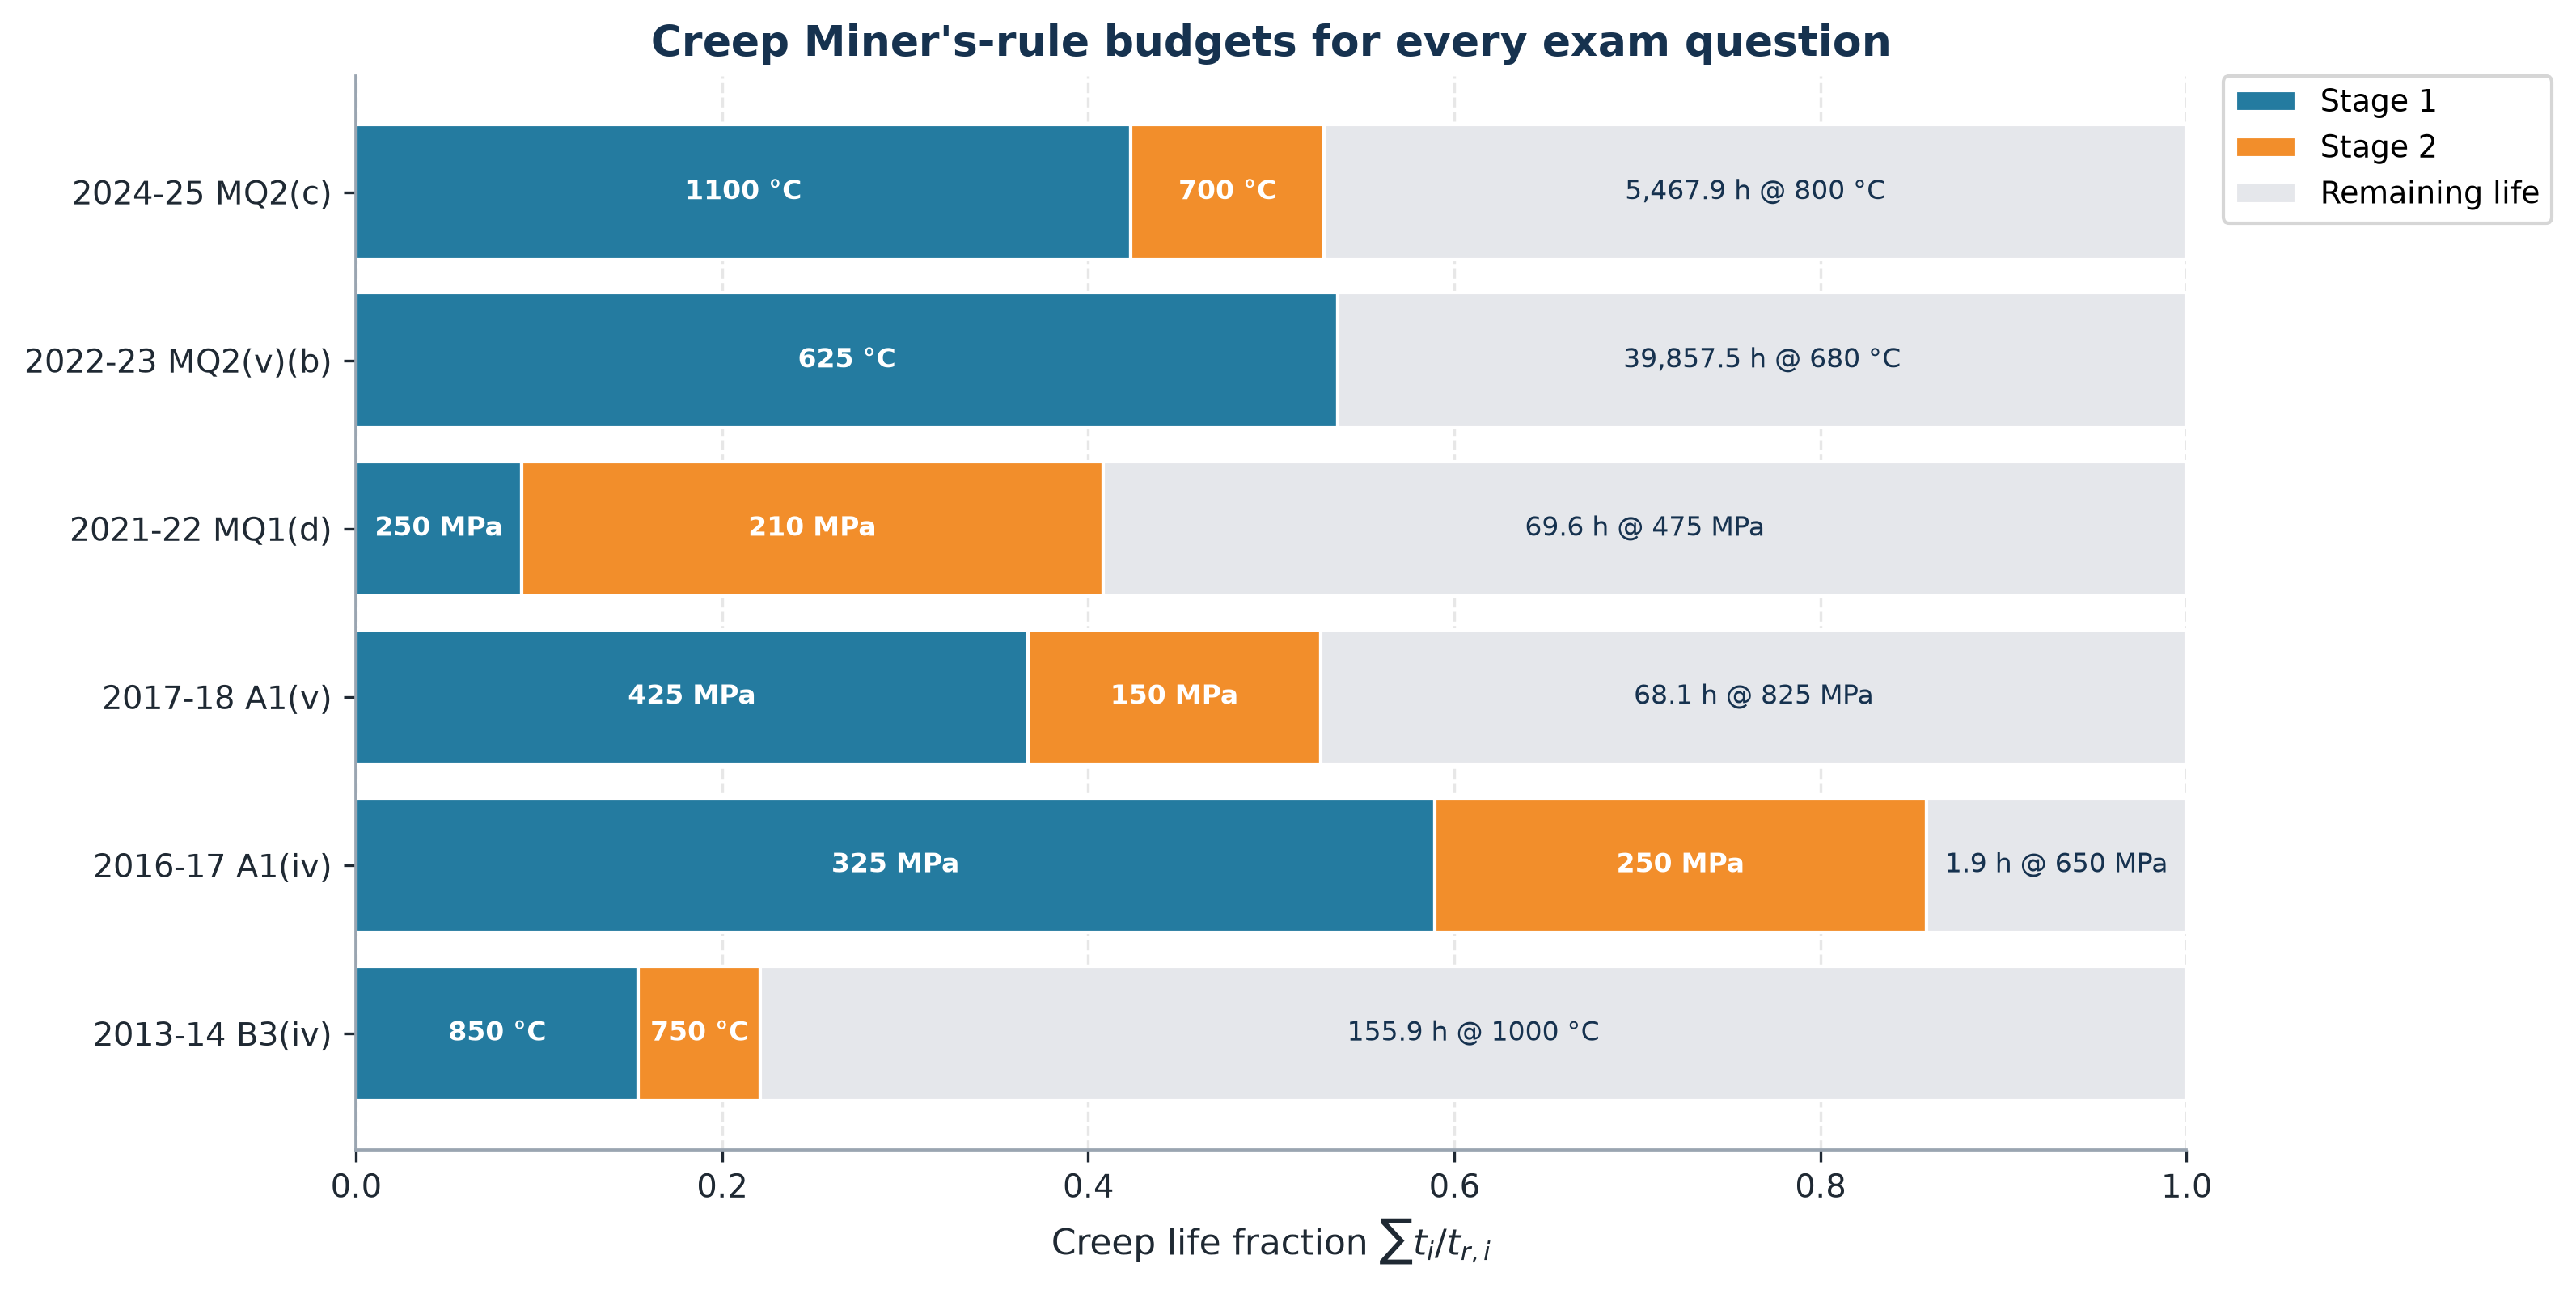 Creep Miner's-rule budgets for every exam question
Stage 1
Stage 2
Remaining life
2024-25 MQ2(c)
1100 °C
700 °C
5,467.9 h @ 800 °C
2022-23 MQ2(v)(b)
625 °C
39,857.5 h @ 680 °C
2021-22 MQ1(d)
250 MPa
210 MPa
69.6 h @ 475 MPa
2017-18 A1(v)
425 MPa
150 MPa
68.1 h @ 825 MPa
2016-17 A1(iv)
325 MPa
250 MPa
1.9 h @ 650 MPa
2013-14 B3(iv)
850 °C
750 °C
155.9 h @ 1000 °C
0.0 0.2 0.4 0.6 0.8 1.0
Creep life fraction ∑t_i/t_{r,i}